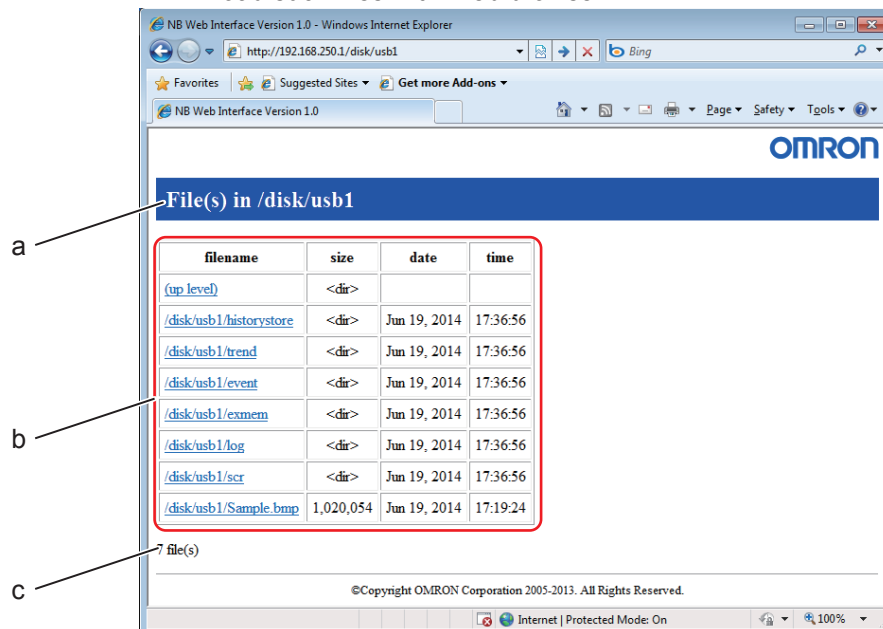 NB Web Interface Version 1.0 - Windows Internet Explorer
http://192.168.250.1/disk/usb1
Bing
Favorites Suggested Sites Get more Add-ons
NB Web Interface Version 1.0 Page Safety Tools
OMRON
a
File(s) in /disk/usb1
filename size date time
(up level) <dir>
/disk/usb1/historystore <dir> Jun 19, 2014 17:36:56
/disk/usb1/trend <dir> Jun 19, 2014 17:36:56
/disk/usb1/event <dir> Jun 19, 2014 17:36:56
b
/disk/usb1/exmem <dir> Jun 19, 2014 17:36:56
/disk/usb1/log <dir> Jun 19, 2014 17:36:56
/disk/usb1/scr <dir> Jun 19, 2014 17:36:56
/disk/usb1/Sample.bmp 1,020,054 Jun 19, 2014 17:19:24
7 file(s)
c
©Copyright OMRON Corporation 2005-2013. All Rights Reserved.
Internet | Protected Mode: On 100%